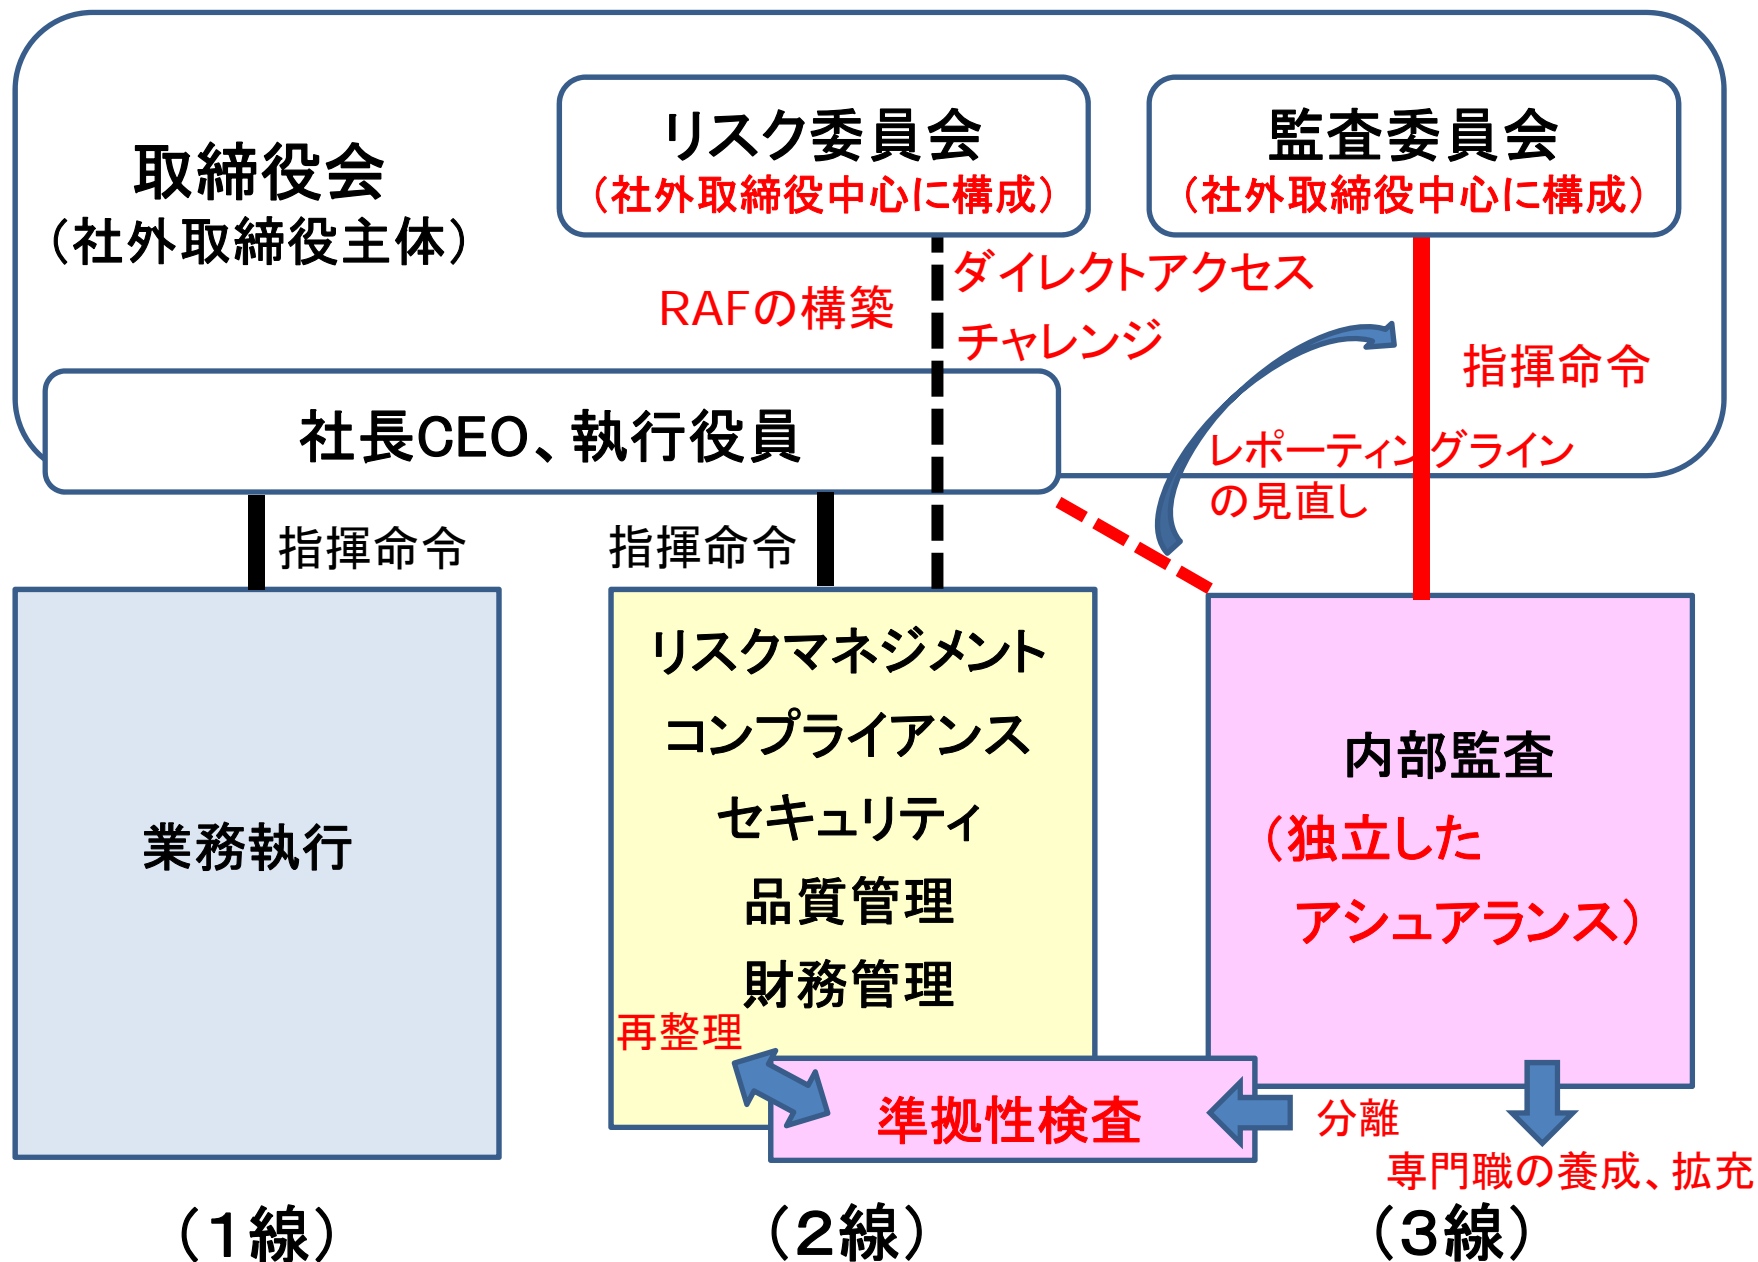 取締役会
（社外取締役主体）
リスク委員会
（社外取締役中心に構成）
監査委員会
（社外取締役中心に構成）
RAFの構築
ダイレクトアクセス
チャレンジ
指揮命令
社長CEO、執行役員
レポーティングライン
の見直し
指揮命令
指揮命令
業務執行
リスクマネジメント
コンプライアンス
セキュリティ
品質管理
財務管理
再整理
内部監査
（独立した
アシュアランス）
準拠性検査
分離
専門職の養成、拡充
（１線）
（２線）
（３線）